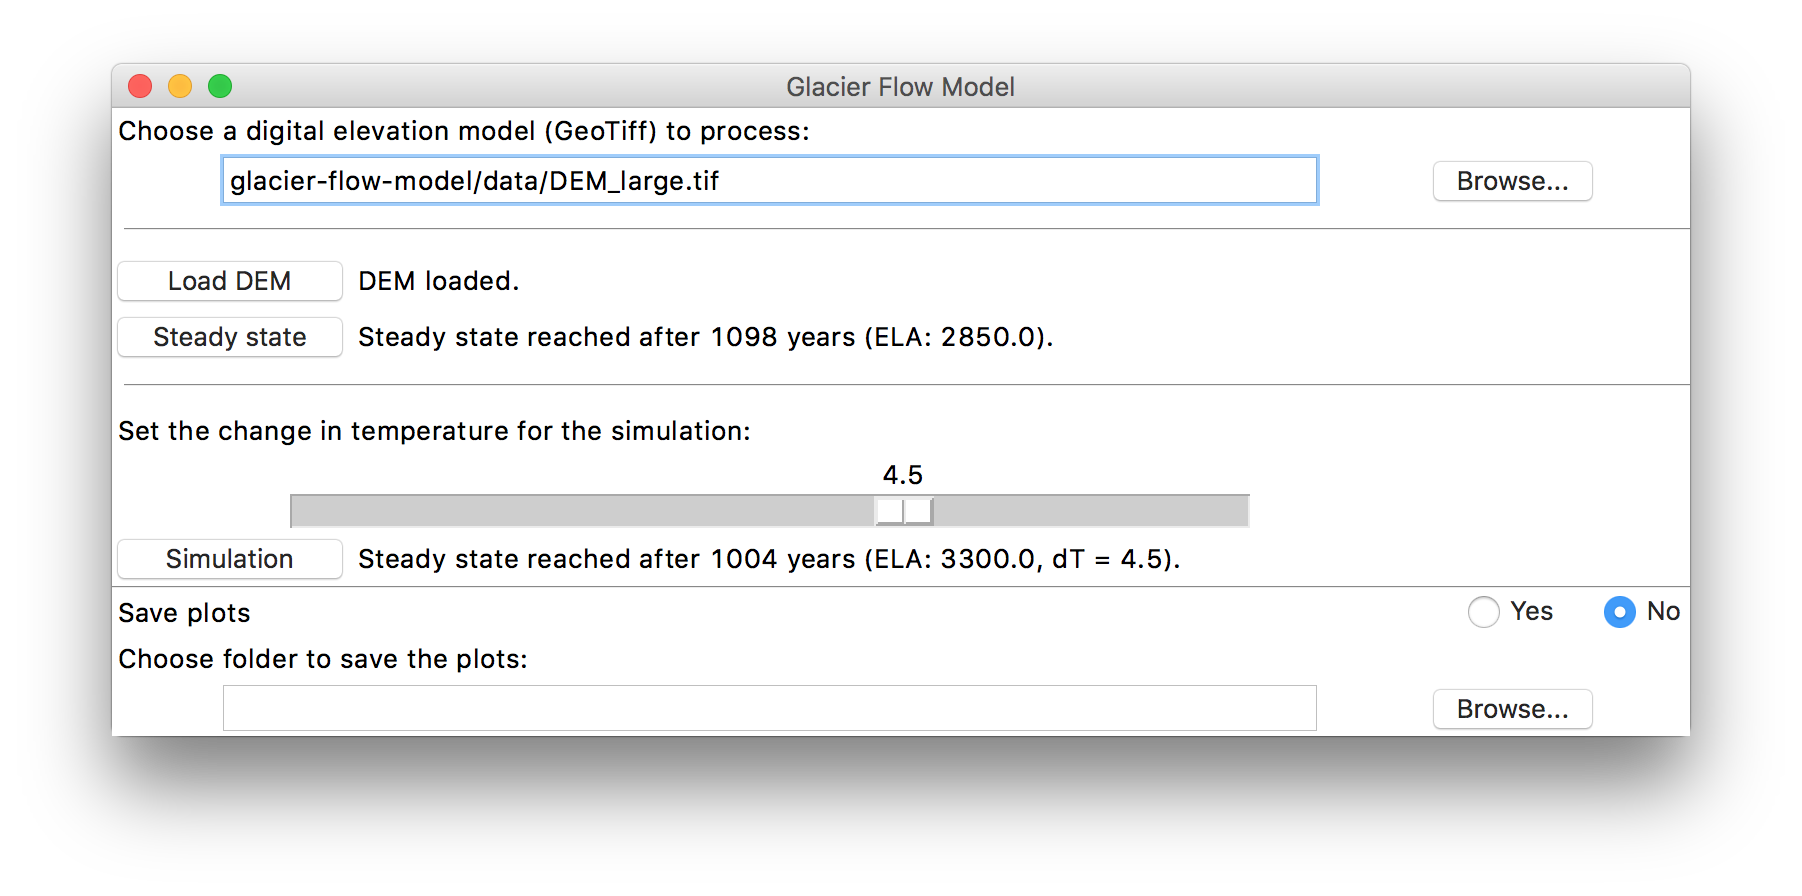 Glacier Flow Model
Choose a digital elevation model (GeoTiff) to process:
glacier-flow-model/data/DEM_large.tif
Browse...
Load DEM
DEM loaded.
Steady state
Steady state reached after 1098 years (ELA: 2850.0).
Set the change in temperature for the simulation:
4.5
Simulation
Steady state reached after 1004 years (ELA: 3300.0, dT = 4.5).
Save plots
Yes
No
Choose folder to save the plots:
Browse...